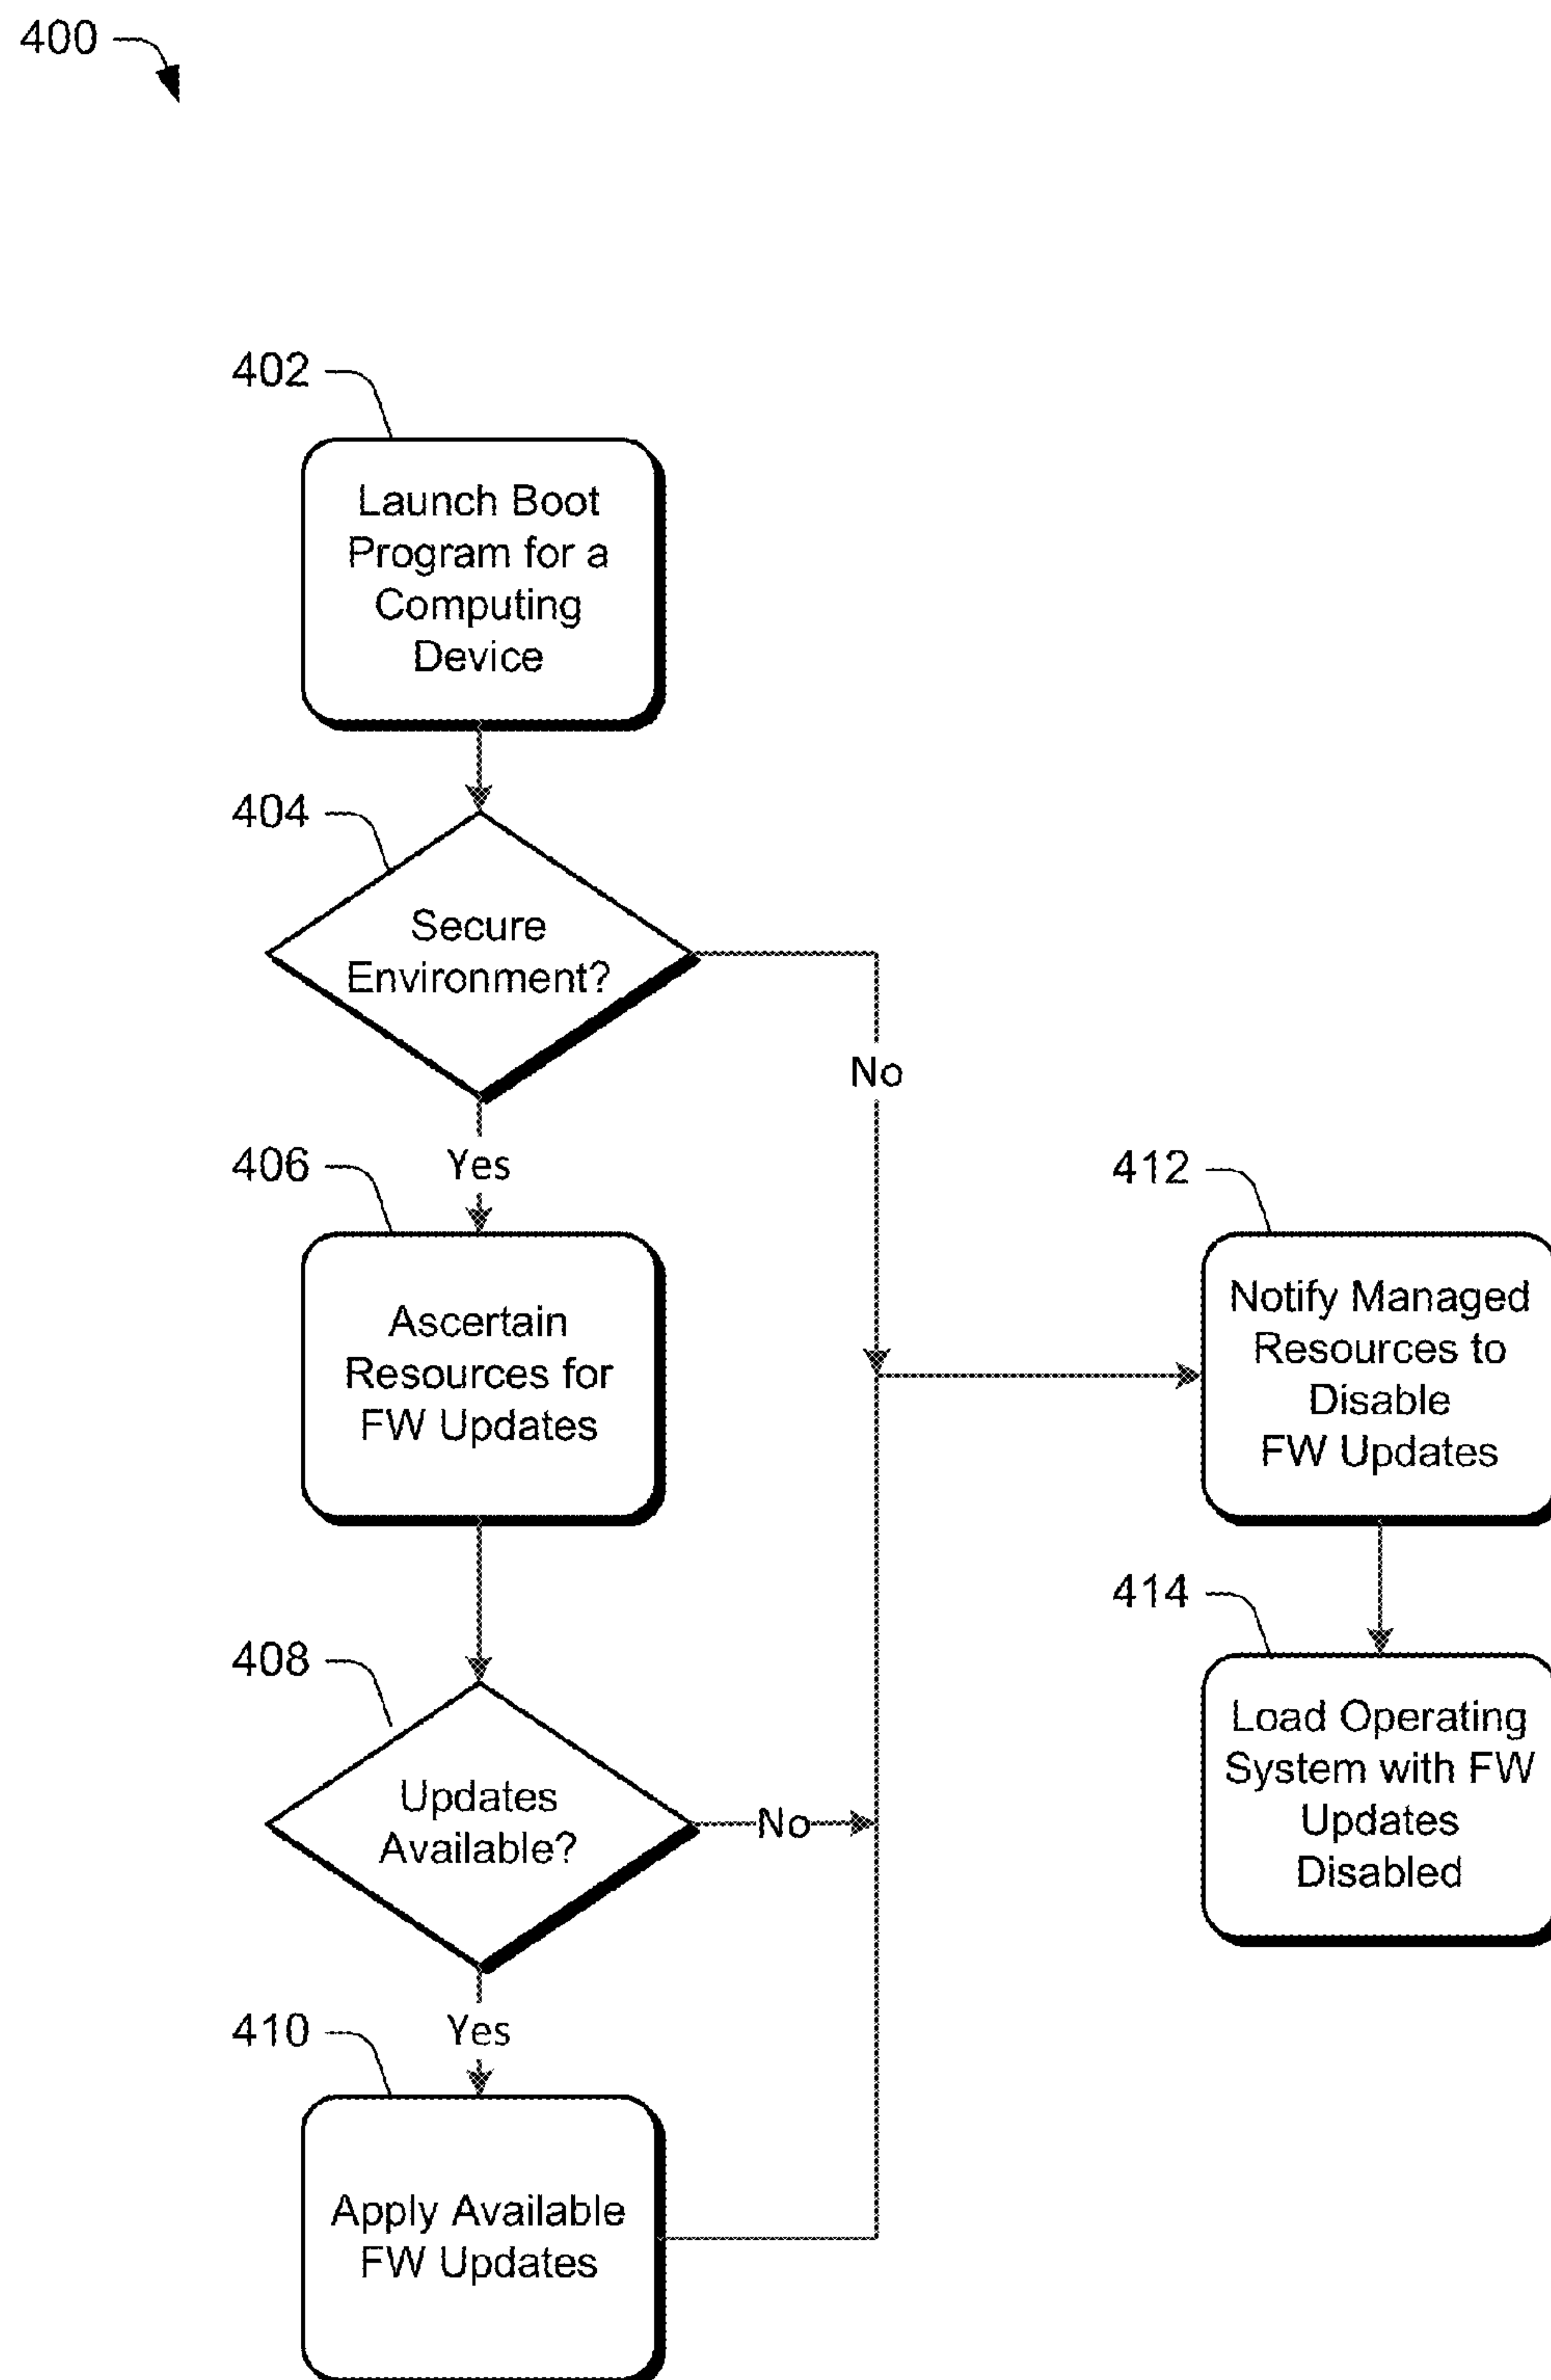 400
402
Launch Boot
Program for a
Computing
Device
404
Secure
Environment?
No
Yes
406
Ascertain
Resources for
FW Updates
412
Notify Managed
Resources to
Disable
FW Updates
408
Updates
Available?
No
414
Load Operating
System with FW
Updates
Disabled
Yes
410
Apply Available
FW Updates